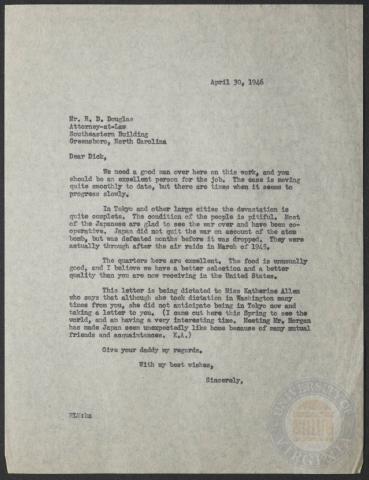 April 30, 1946
Mr. R. D. Douglas
Attorney-at-Law
Southeastern Building
Greensboro, North Carolina
Dear Dick,
We need a good man over here on this work, and you
should be an excellent person for the job. The case is moving
quite smoothly to date, but there are times when it seems to
progress slowly.
In Tokyo and other large cities the devastation is
quite complete. The condition of the people is pitiful. Most
of the Japanese are glad to see the war over and have been co-
operative. Japan did not quit the war on account of the atom
bomb, but was defeated months before it was dropped. They were
actually through after the air raids in March of 1945.
The quarters here are excellent. The food is unusually
good, and I believe we have a better selection and a better
quality than you are now receiving in the United States.
This letter is being dictated to Miss Katherine Allen
who says that although she took dictation in Washington many
times from you, she did not anticipate being in Tokyo now and
taking a letter to you. (I came out here this Spring to see the
world, and am having a very interesting time. Meeting Mr. Morgan
has made Japan seem unexpectedly like home because of many mutual
friends and acquaintances. K.A.)
Give your daddy my regards.
With my best wishes,
Sincerely,
UNIVERSITY OF
VIRGINIA